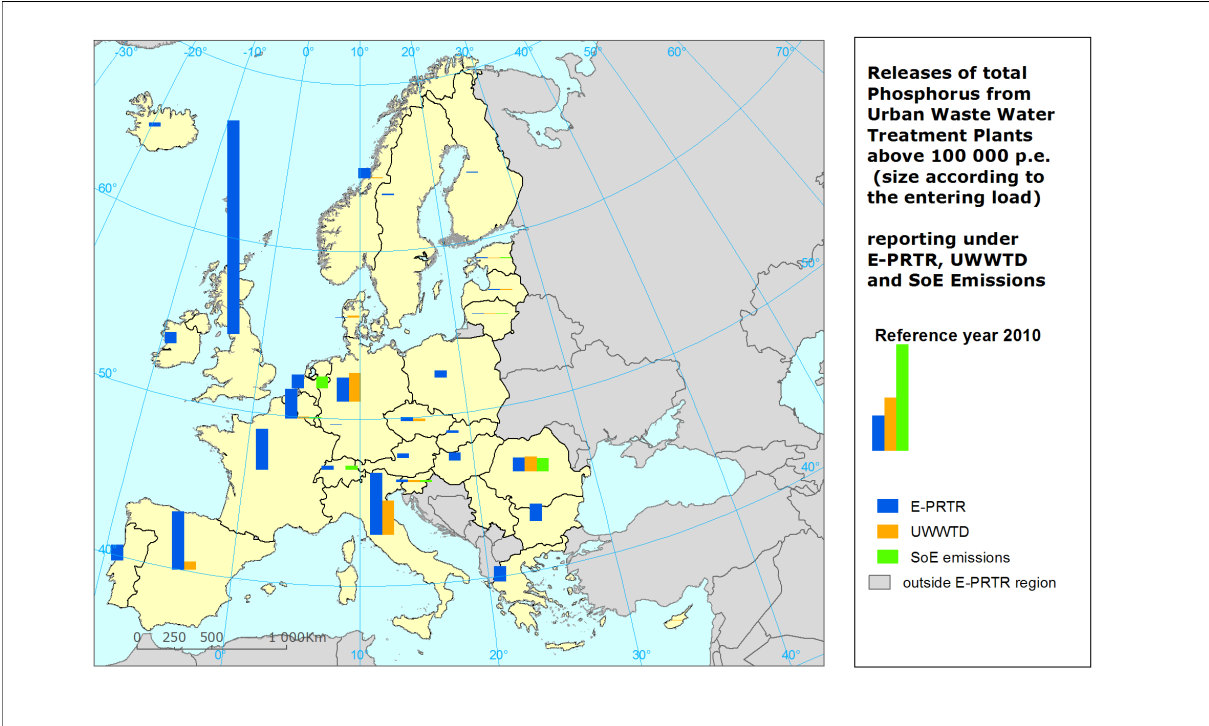 -30°
-20°
-10°
0°
10°
20°
30°
40°
50°
60°
70°
60°
50°
50°
40°
40°
0 250 500 1 000Km
0°
10°
20°
30°
40°
Releases of total
Phosphorus from
Urban Waste Water
Treatment Plants
above 100 000 p.e.
(size according to
the entering load)
reporting under
E-PRTR, UWWTD
and SoE Emissions
Reference year 2010
E-PRTR
UWWTD
SoE emissions
outside E-PRTR region